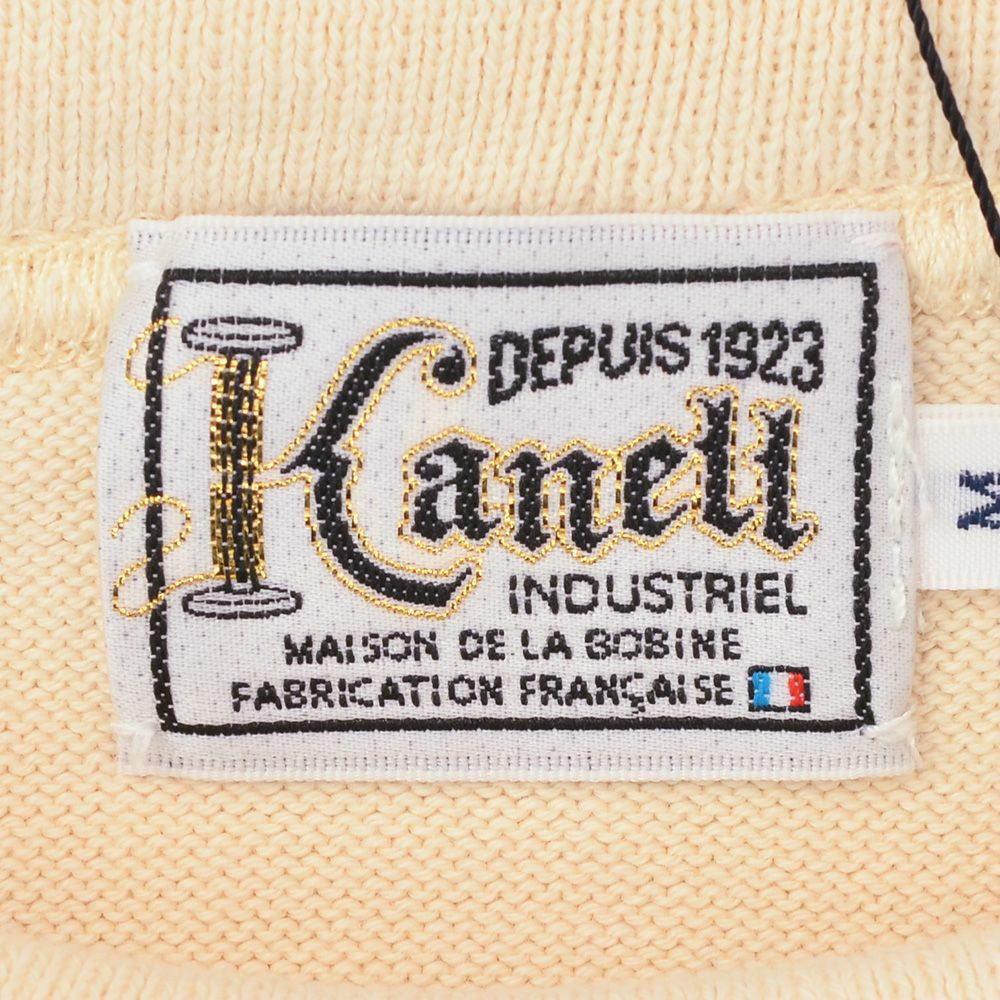 DEPUIS 1923
Kanell
INDUSTRIEL
MAISON DE LA BOBINE
FABRICATION FRANÇAISE
M